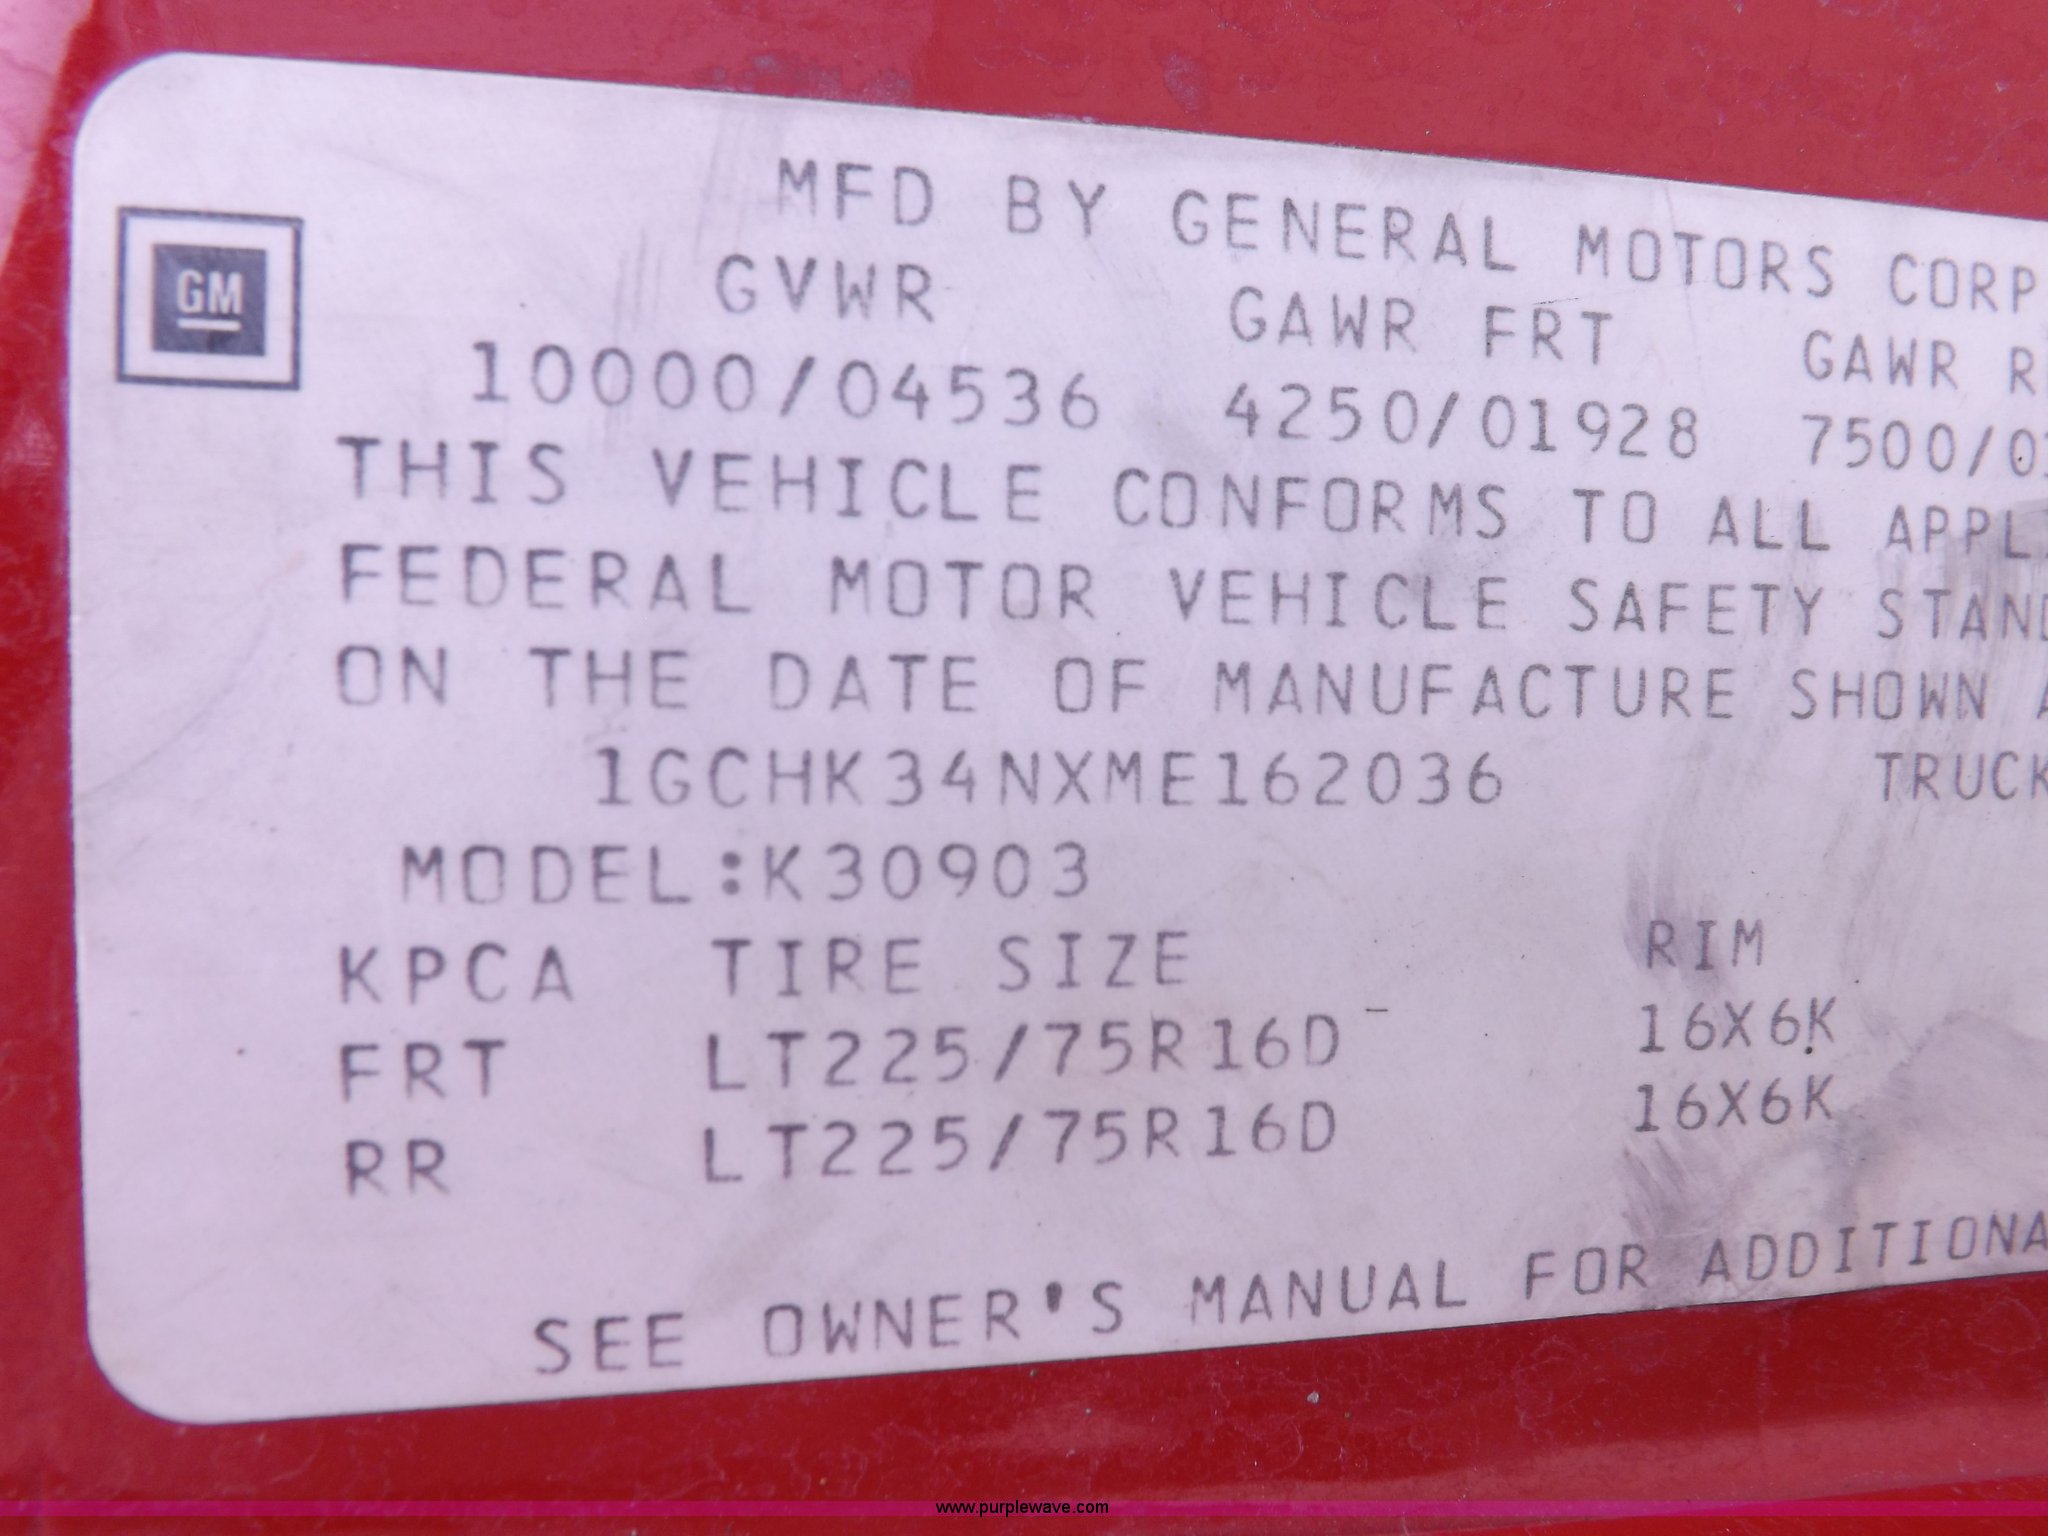 MFD BY GENERAL MOTORS CORP
GM
GVWR GAWR FRT GAWR
10000/04536 4250/01928
THIS VEHICLE CONFORMS TO ALL
FEDERAL MOTOR VEHICLE SAFETY
ON THE DATE OF MANUFACTURE SHOWN
1GCHK34NXME162036 TRUCK
MODEL:K30903
KPCA TIRE SIZE RIM
FRT LT225/75R16D 16X6K
RR LT225/75R16D 16X6K
SEE OWNER'S MANUAL FOR
www.purplewave.com